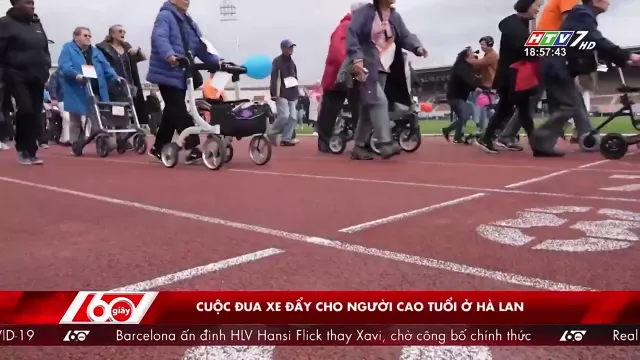 HTV7 HD
18:57:43
60 giây
CUỘC ĐUA XE ĐẨY CHO NGƯỜI CAO TUỔI Ở HÀ LAN
VID-19 60 Barcelona ấn định HLV Hansi Flick thay Xavi, chờ công bố chính thức 60 Real